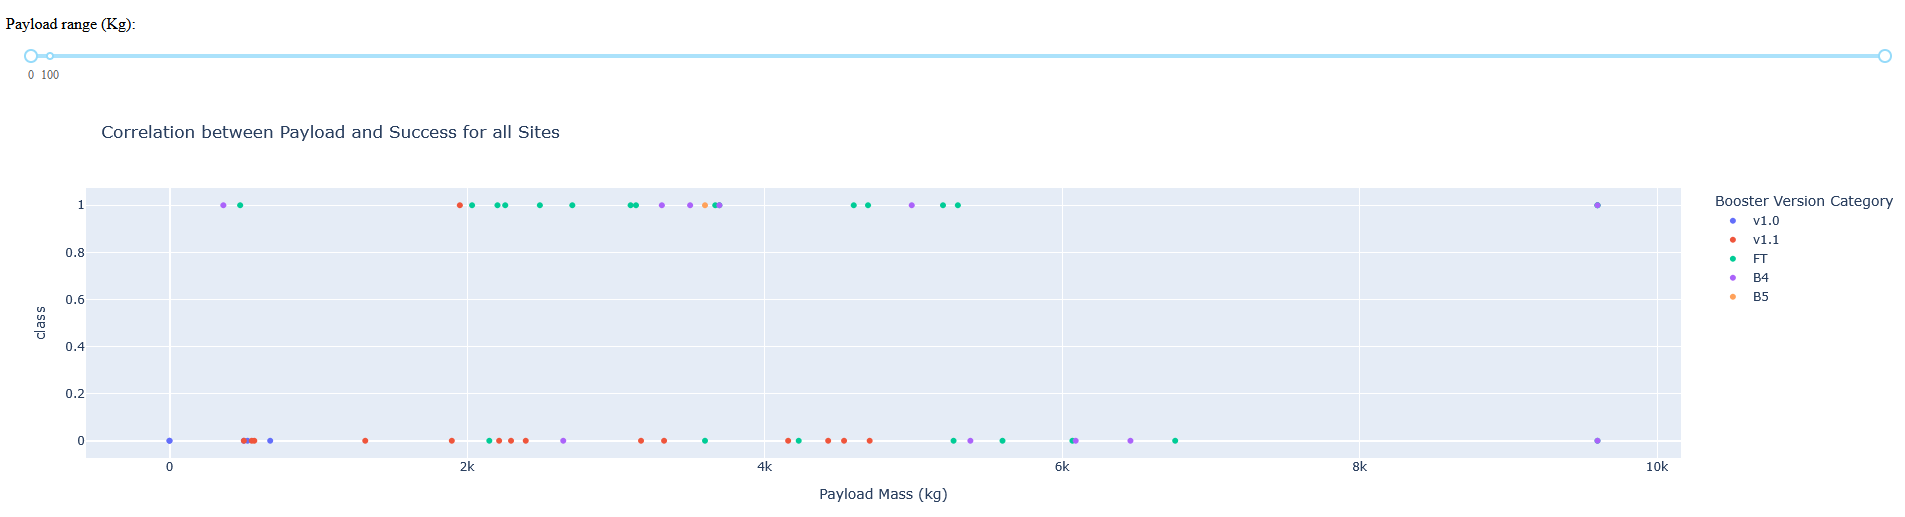 Payload range (Kg):
0 100
Correlation between Payload and Success for all Sites
Booster Version Category
v1.0
v1.1
FT
B4
B5
class
1
0.8
0.6
0.4
0.2
0
0 2k 4k 6k 8k 10k
Payload Mass (kg)